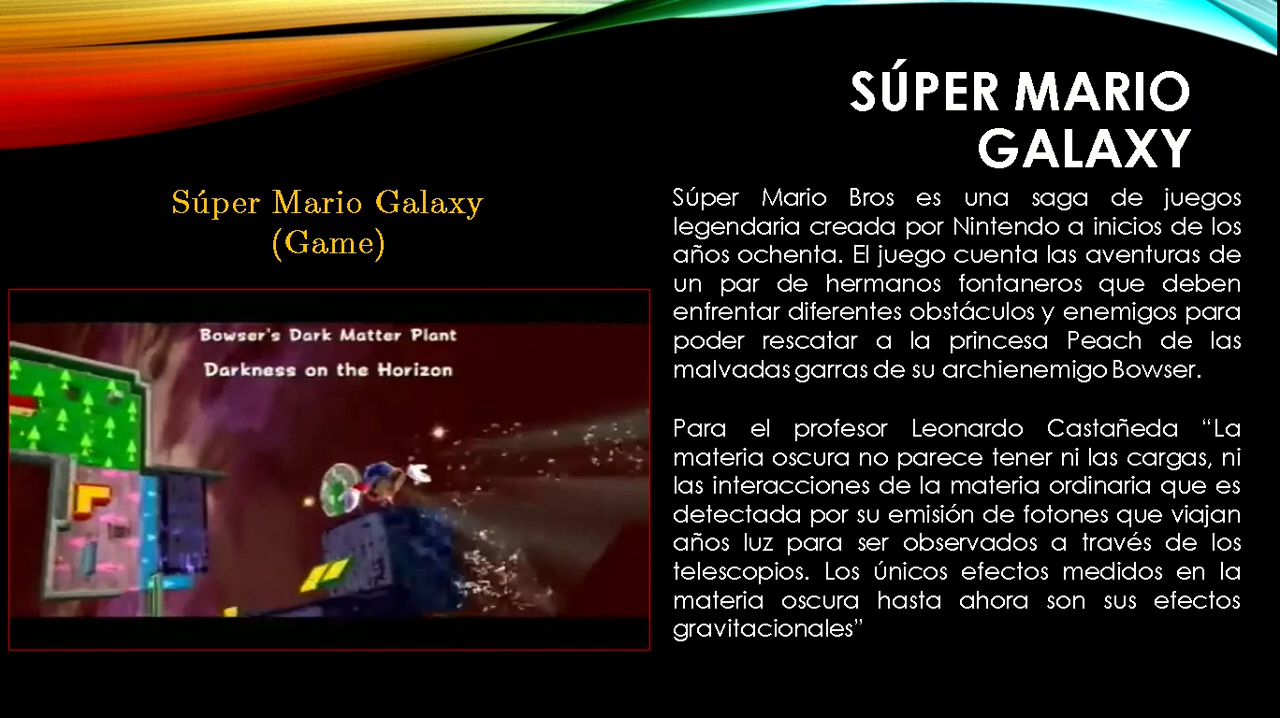 SÚPER MARIO
GALAXY
Súper Mario Galaxy
(Game)
Bowser's Dark Matter Plant
Darkness on the Horizon
Súper Mario Bros es una saga de juegos
legendaria creada por Nintendo a inicios de los
años ochenta. El juego cuenta las aventuras de
un par de hermanos fontaneros que deben
enfrentar diferentes obstáculos y enemigos para
poder rescatar a la princesa Peach de las
malvadas garras de su archienemigo Bowser.
Para el profesor Leonardo Castañeda “La
materia oscura no parece tener ni las cargas, ni
las interacciones de la materia ordinaria que es
detectada por su emisión de fotones que viajan
años luz para ser observados a través de los
telescopios. Los únicos efectos medidos en la
materia oscura hasta ahora son sus efectos
gravitacionales”